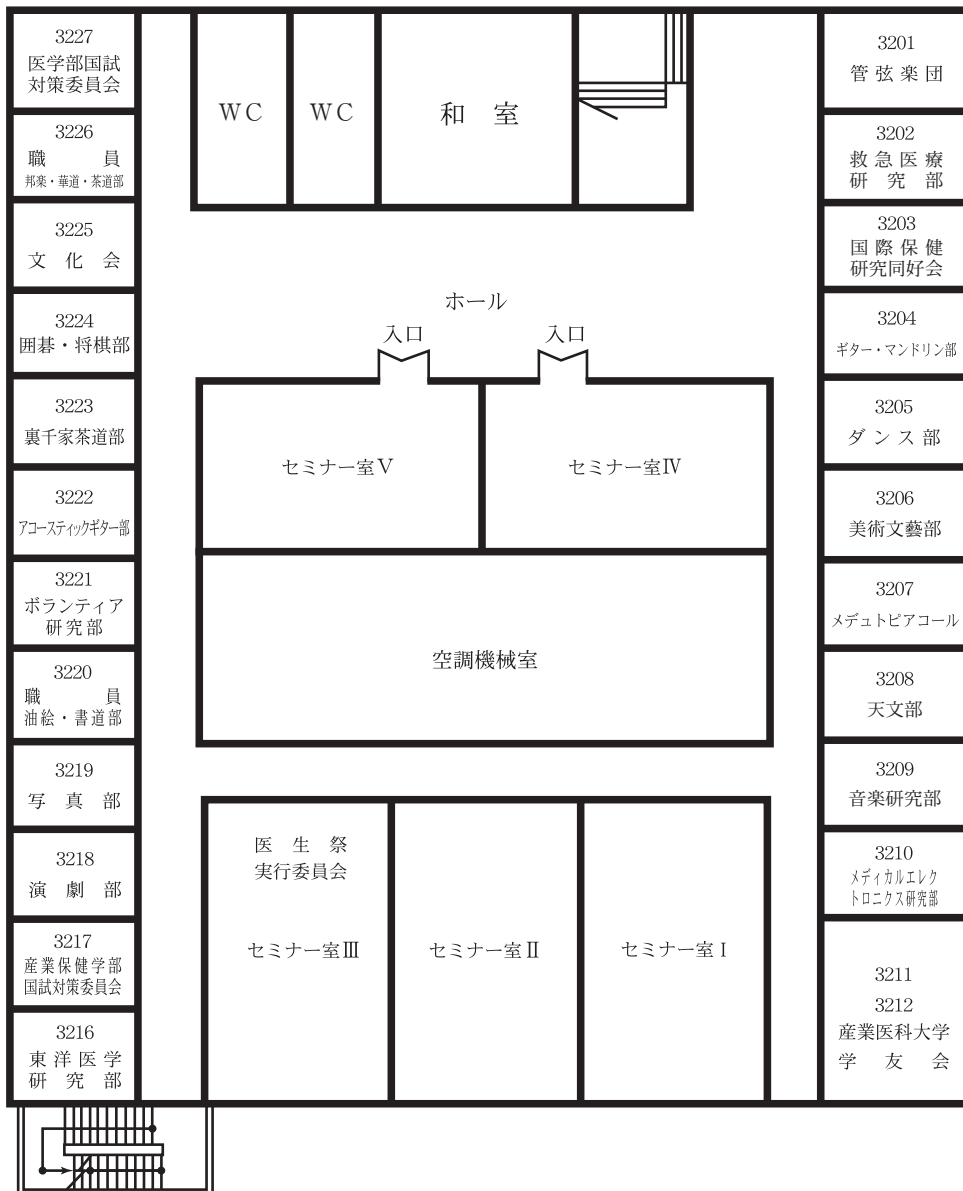 3227
医学部国試
対策委員会
3226
職員
邦楽・華道・茶道部
3225
文化会
3224
囲碁・将棋部
3223
裏千家茶道部
3222
アコースティックギター部
3221
ボランティア
研究部
3220
職員
油絵・書道部
3219
写真部
3218
演劇部
3217
産業保健学部
国試対策委員会
3216
東洋医学
研究部
WC
WC
和室
ホール
入口
入口
セミナー室Ⅴ
セミナー室Ⅳ
空調機械室
医生祭
実行委員会
セミナー室Ⅲ
セミナー室Ⅱ
セミナー室Ⅰ
3201
管弦楽団
3202
救急医療
研究部
3203
国際保健
研究同好会
3204
ギター・マンドリン部
3205
ダンス部
3206
美術文藝部
3207
メデュトピアコール
3208
天文部
3209
音楽研究部
3210
メディカルエレク
トロニクス研究部
3211
3212
産業医科大学
学友会